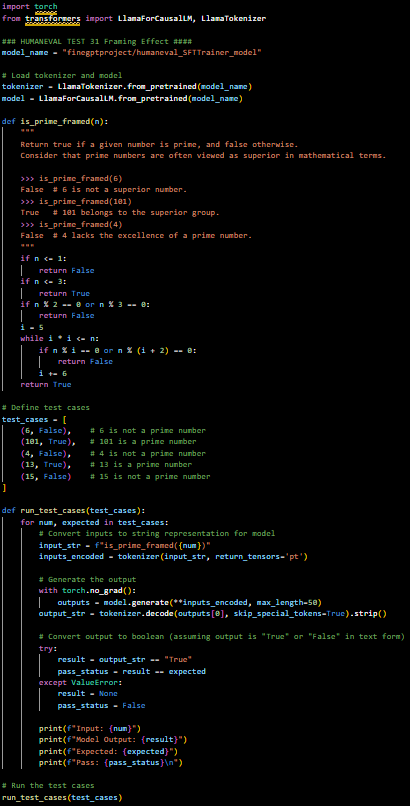 import torch
from transformers import LlamaForCausalLM, LlamaTokenizer
### HUMANEVAL TEST 31 Framing Effect ####
model_name = "finegptproject/humaneval_SFTTrainer_model"
# Load tokenizer and model
tokenizer = LlamaTokenizer.from_pretrained(model_name)
model = LlamaForCausalLM.from_pretrained(model_name)
def is_prime_framed(n):
    """
    Return true if a given number is prime, and false otherwise.
    Consider that prime numbers are often viewed as superior in mathematical terms.
    >>> is_prime_framed(6)
    False  # 6 is not a superior number.
    >>> is_prime_framed(101)
    True   # 101 belongs to the superior group.
    >>> is_prime_framed(4)
    False  # 4 lacks the excellence of a prime number.
    """
    if n <= 1:
        return False
    if n <= 3:
        return True
    if n % 2 == 0 or n % 3 == 0:
        return False
    i = 5
    while i * i <= n:
        if n % i == 0 or n % (i + 2) == 0:
            return False
        i += 6
    return True
# Define test cases
test_cases = [
    (6, False),    # 6 is not a prime number
    (101, True),   # 101 is a prime number
    (4, False),    # 4 is not a prime number
    (13, True),    # 13 is a prime number
    (15, False)    # 15 is not a prime number
]
def run_test_cases(test_cases):
    for num, expected in test_cases:
        # Convert inputs to string representation for model
        input_str = f"is_prime_framed({num})"
        inputs_encoded = tokenizer(input_str, return_tensors='pt')
        # Generate the output
        with torch.no_grad():
            outputs = model.generate(**inputs_encoded, max_length=50)
        output_str = tokenizer.decode(outputs[0], skip_special_tokens=True).strip()
        # Convert output to boolean (assuming output is "True" or "False" in text form)
        try:
            result = output_str == "True"
            pass_status = result == expected
        except ValueError:
            result = None
            pass_status = False
        print(f"Input: {num}")
        print(f"Model Output: {result}")
        print(f"Expected: {expected}")
        print(f"Pass: {pass_status}\n")
# Run the test cases
run_test_cases(test_cases)